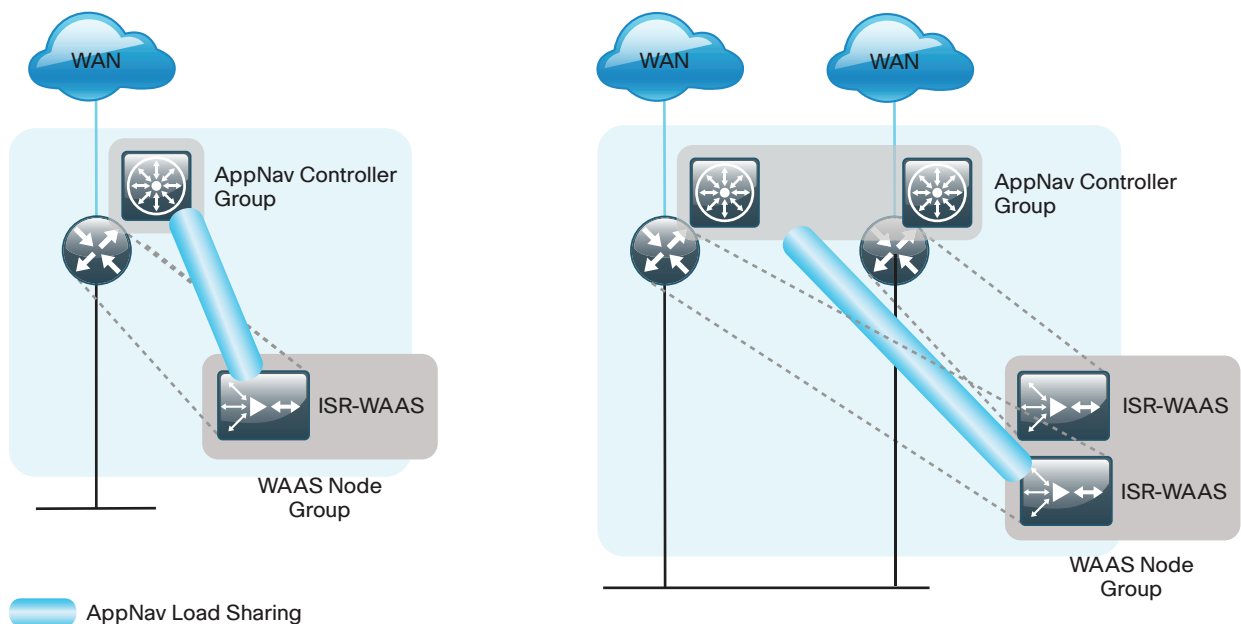 WAN
AppNav Controller
Group
ISR-WAAS
WAAS Node
Group
WAN
WAN
AppNav Controller
Group
ISR-WAAS
ISR-WAAS
WAAS Node
Group
AppNav Load Sharing